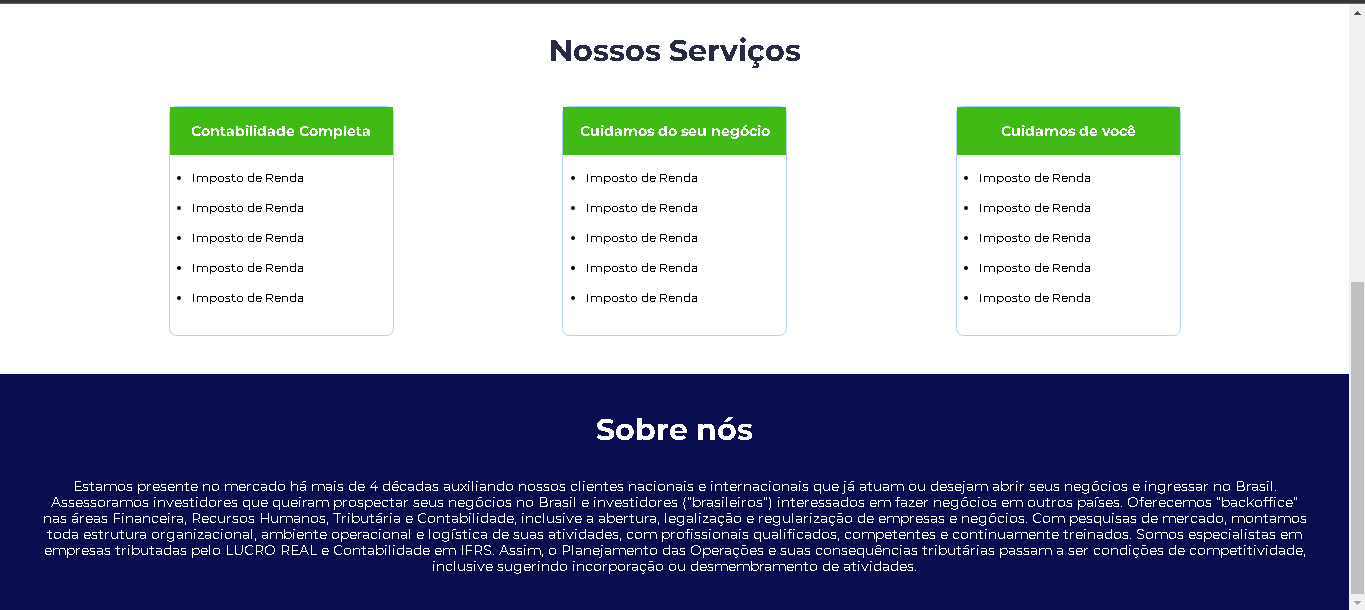 Nossos Serviços
Contabilidade Completa
Imposto de Renda
Imposto de Renda
Imposto de Renda
Imposto de Renda
Imposto de Renda
Cuidamos do seu negócio
Imposto de Renda
Imposto de Renda
Imposto de Renda
Imposto de Renda
Imposto de Renda
Cuidamos de você
Imposto de Renda
Imposto de Renda
Imposto de Renda
Imposto de Renda
Imposto de Renda
Sobre nós
Estamos presente no mercado há mais de 4 décadas auxiliando nossos clientes nacionais e internacionais que já atuam ou desejam abrir seus negócios e ingressar no Brasil.
Assessoramos investidores que queiram prospectar seus negócios no Brasil e investidores ("brasileiros") interessados em fazer negócios em outros países. Oferecemos "backoffice"
nas áreas Financeira, Recursos Humanos, Tributária e Contabilidade, inclusive a abertura, legalização e regularização de empresas e negócios. Com pesquisas de mercado, montamos
toda estrutura organizacional, ambiente operacional e logística de suas atividades, com profissionais qualificados, competentes e continuamente treinados. Somos especialistas em
empresas tributadas pelo LUCRO REAL e Contabilidade em IFRS. Assim, o Planejamento das Operações e suas consequências tributárias passam a ser condições de competitividade,
inclusive sugerindo incorporação ou desmembramento de atividades.